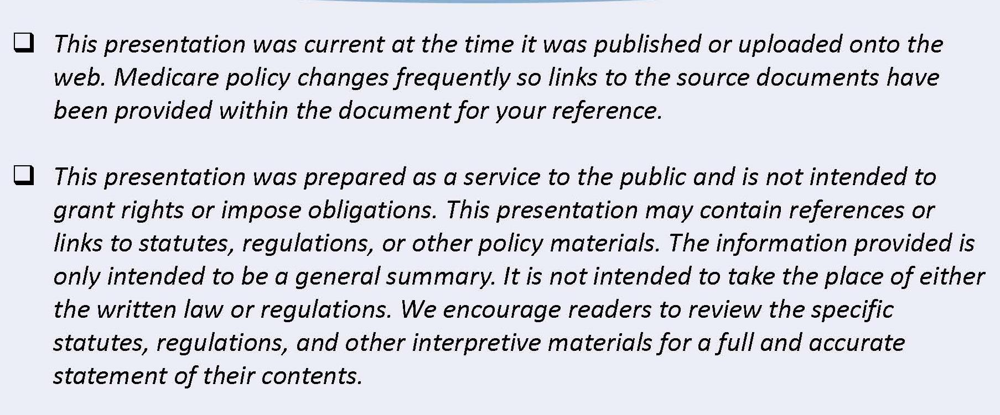 ❑ This presentation was current at the time it was published or uploaded onto the
web. Medicare policy changes frequently so links to the source documents have
been provided within the document for your reference.
❑ This presentation was prepared as a service to the public and is not intended to
grant rights or impose obligations. This presentation may contain references or
links to statutes, regulations, or other policy materials. The information provided is
only intended to be a general summary. It is not intended to take the place of either
the written law or regulations. We encourage readers to review the specific
statutes, regulations, and other interpretive materials for a full and accurate
statement of their contents.